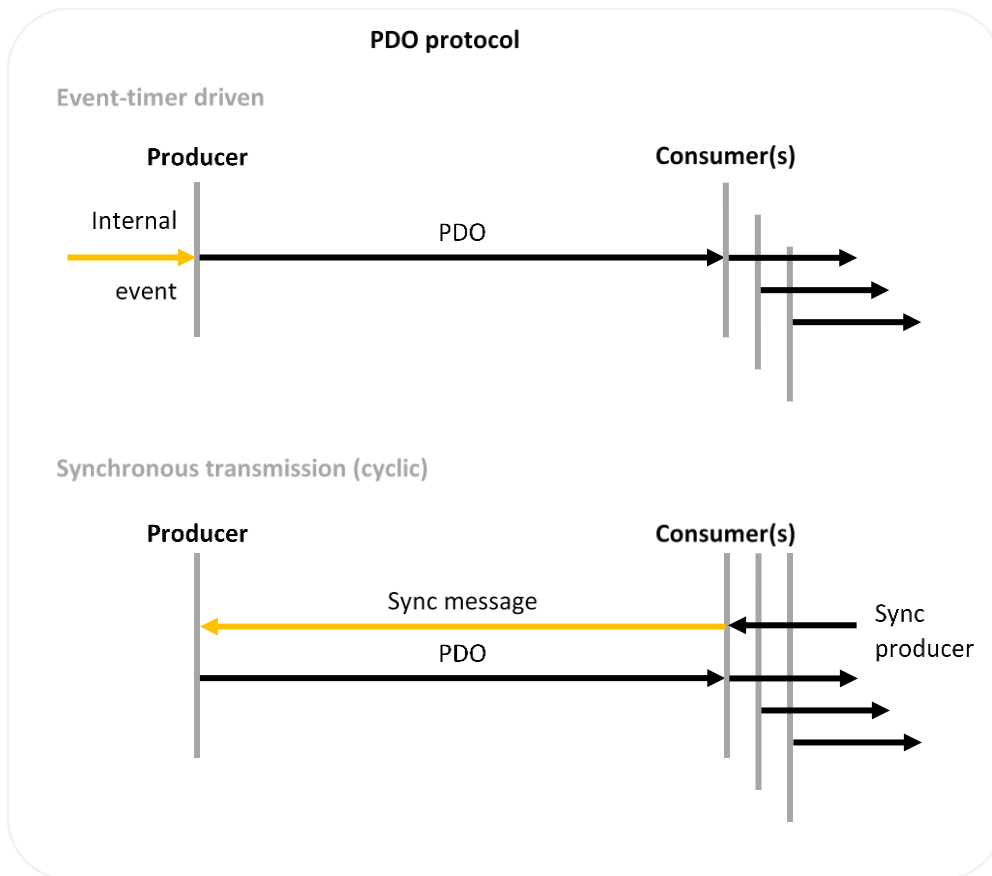 PDO protocol
Event-timer driven
Producer
Consumer(s)
Internal
PDO
event
Synchronous transmission (cyclic)
Producer
Consumer(s)
Sync message
Sync
producer
PDO